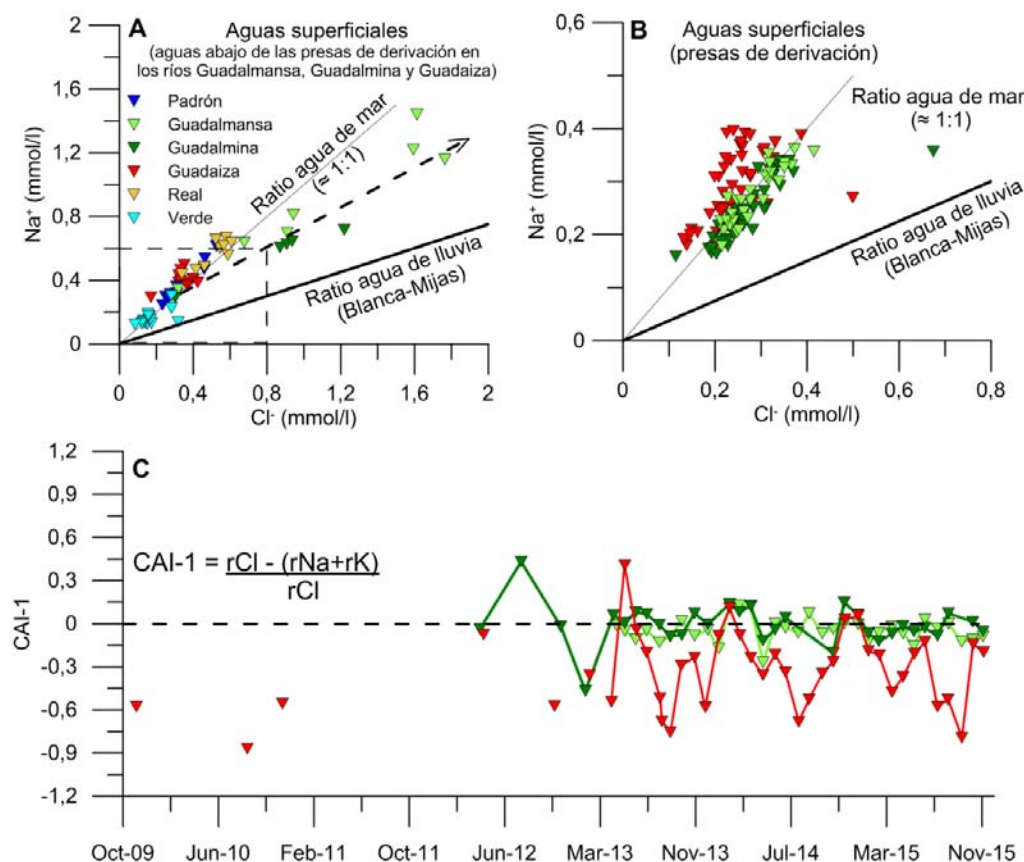 A
Aguas superficiales
(aguas abajo de las presas de derivación en
los ríos Guadalmansa, Guadalmina y Guadaiza)
Padrón
Guadalmansa
Guadalmina
Guadaiza
Real
Verde
Ratio agua de mar
(≈ 1:1)
Ratio agua de lluvia
(Blanca-Mijas)
Na⁺ (mmol/l)
2
1,6
1,2
0,8
0,4
0
0
0,4
0,8
1,2
1,6
2
Cl⁻ (mmol/l)
B
Aguas superficiales
(presas de derivación)
Ratio agua de mar
(≈ 1:1)
Ratio agua de lluvia
(Blanca-Mijas)
Na⁺ (mmol/l)
0,6
0,4
0,2
0
0
0,2
0,4
0,6
0,8
Cl⁻ (mmol/l)
C
CAI-1 = rCl - (rNa+rK)
rCl
CAI-1
1,2
0,9
0,6
0,3
0
-0,3
-0,6
-0,9
-1,2
Oct-09
Jun-10
Feb-11
Oct-11
Jun-12
Mar-13
Nov-13
Jul-14
Mar-15
Nov-15